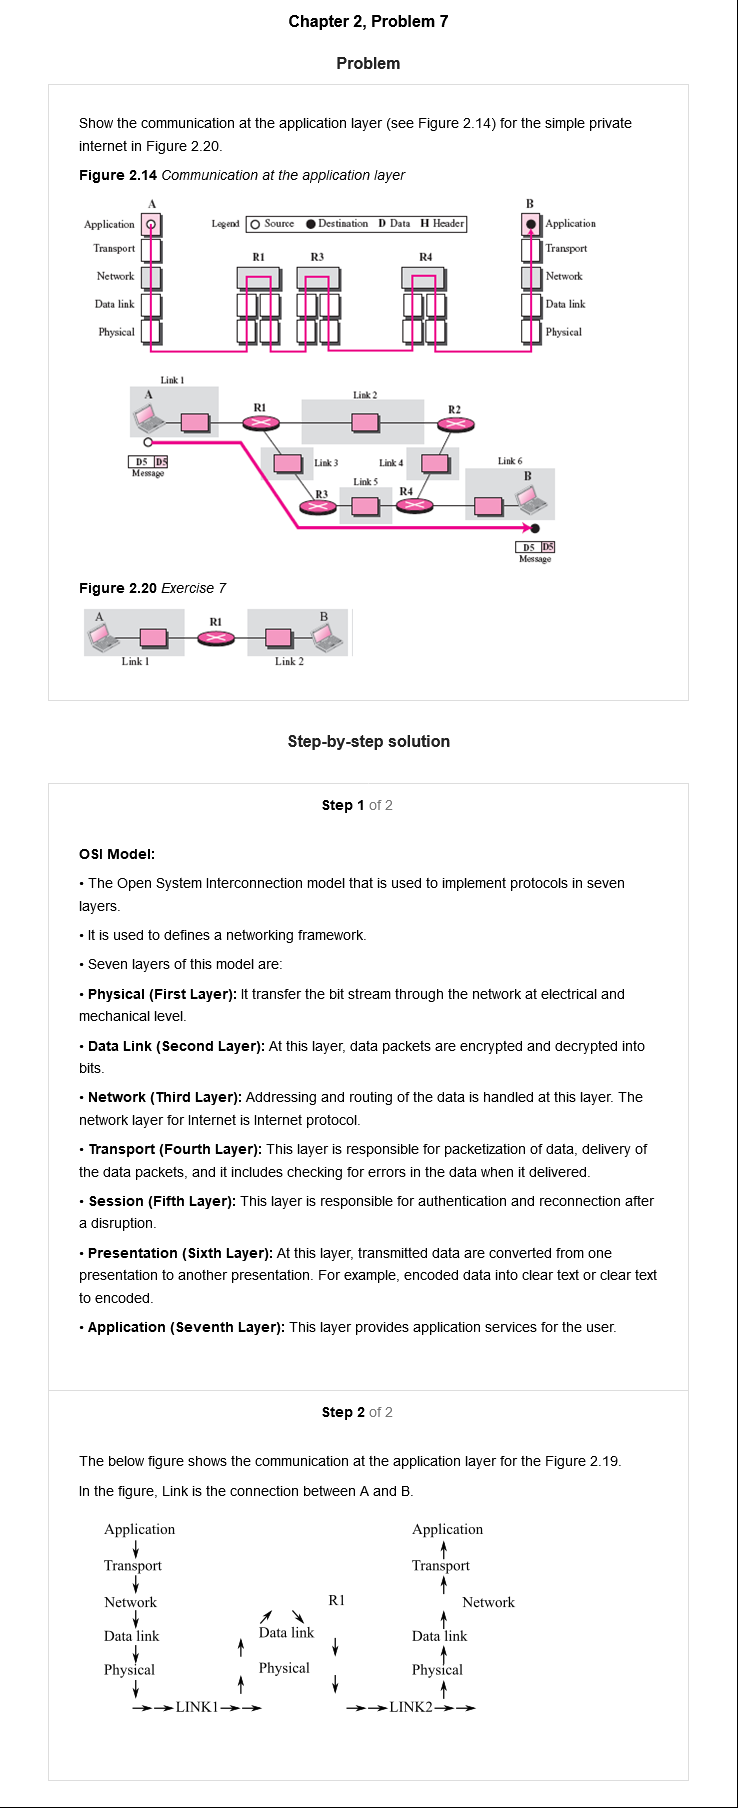 Chapter 2, Problem 7
Problem
Show the communication at the application layer (see Figure 2.14) for the simple private
internet in Figure 2.20.
Figure 2.14 Communication at the application layer
A
B
Application
Legend Source Destination D Data H Header
Application
Transport
Transport
R1
R3
R4
Network
Network
Data link
Data link
Physical
Physical
Link 1
A
Link 2
R1
R2
D5 D5
Message
Link 3
Link 4
Link 6
Link 5
B
R3
R4
D5 D5
Message
Figure 2.20 Exercise 7
A
R1
B
Link 1
Link 2
Step-by-step solution
Step 1 of 2
OSI Model:
• The Open System Interconnection model that is used to implement protocols in seven
layers.
• It is used to defines a networking framework.
• Seven layers of this model are:
• Physical (First Layer): It transfer the bit stream through the network at electrical and
mechanical level.
• Data Link (Second Layer): At this layer, data packets are encrypted and decrypted into
bits.
• Network (Third Layer): Addressing and routing of the data is handled at this layer. The
network layer for Internet is Internet protocol.
• Transport (Fourth Layer): This layer is responsible for packetization of data, delivery of
the data packets, and it includes checking for errors in the data when it delivered.
• Session (Fifth Layer): This layer is responsible for authentication and reconnection after
a disruption.
• Presentation (Sixth Layer): At this layer, transmitted data are converted from one
presentation to another presentation. For example, encoded data into clear text or clear text
to encoded.
• Application (Seventh Layer): This layer provides application services for the user.
Step 2 of 2
The below figure shows the communication at the application layer for the Figure 2.19.
In the figure, Link is the connection between A and B.
Application
Application
Transport
Transport
Network
R1
Network
Data link
Data link
Data link
Physical
Physical
Physical
LINK1
LINK2